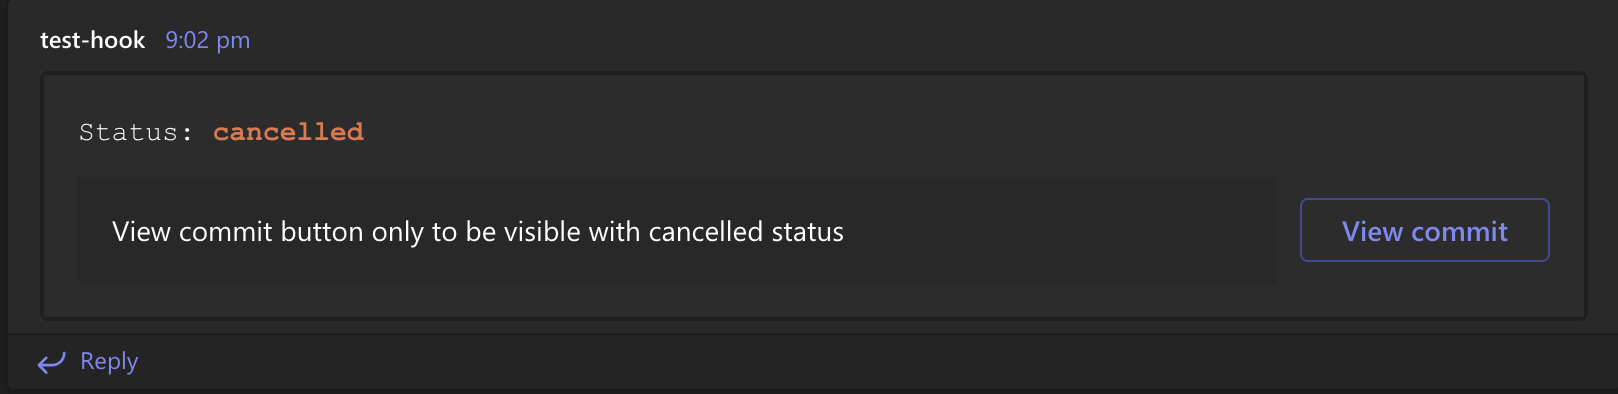 test-hook 9:02 pm
Status: cancelled
View commit button only to be visible with cancelled status
View commit
Reply